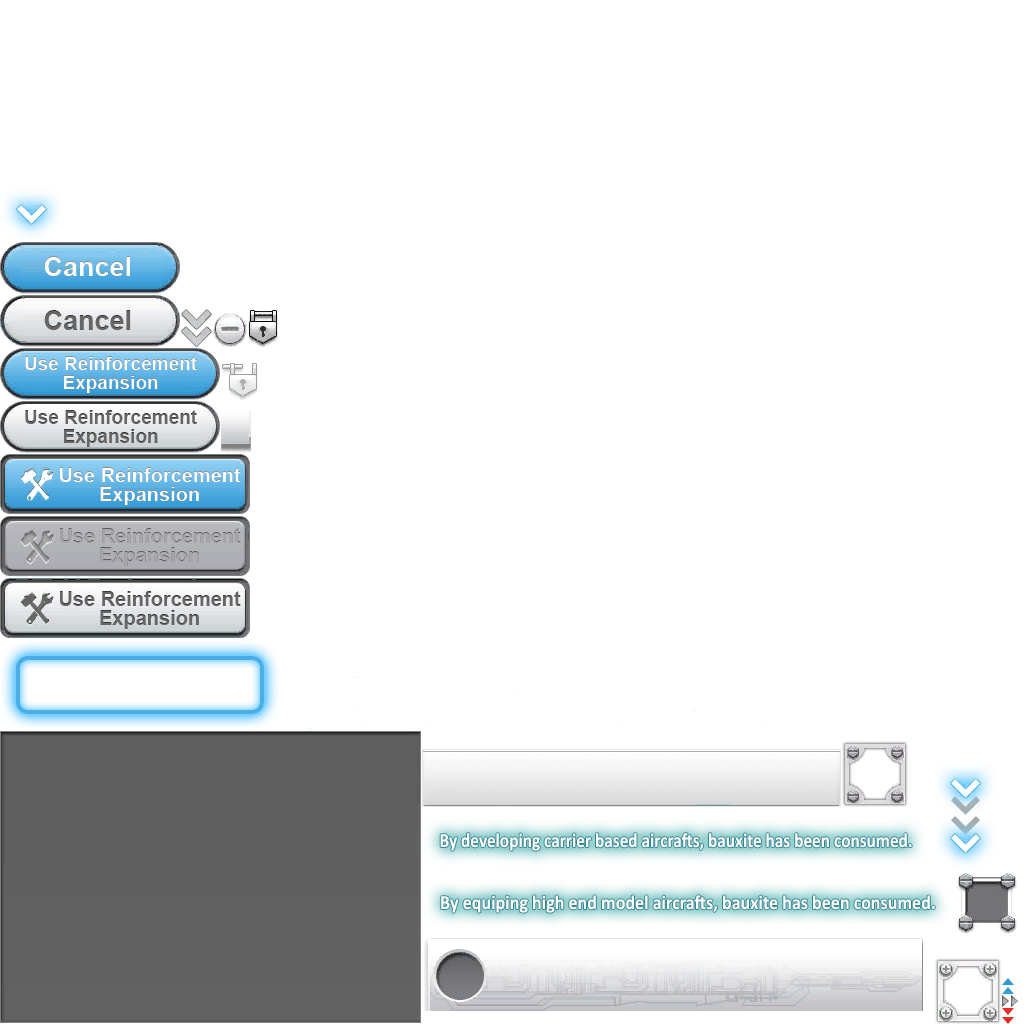 Cancel
Cancel
Use Reinforcement
Expansion
Use Reinforcement
Expansion
Use Reinforcement
Expansion
Use Reinforcement
Expansion
Use Reinforcement
Expansion
By developing carrier based aircrafts, bauxite has been consumed.
By equiping high end model aircrafts, bauxite has been consumed.